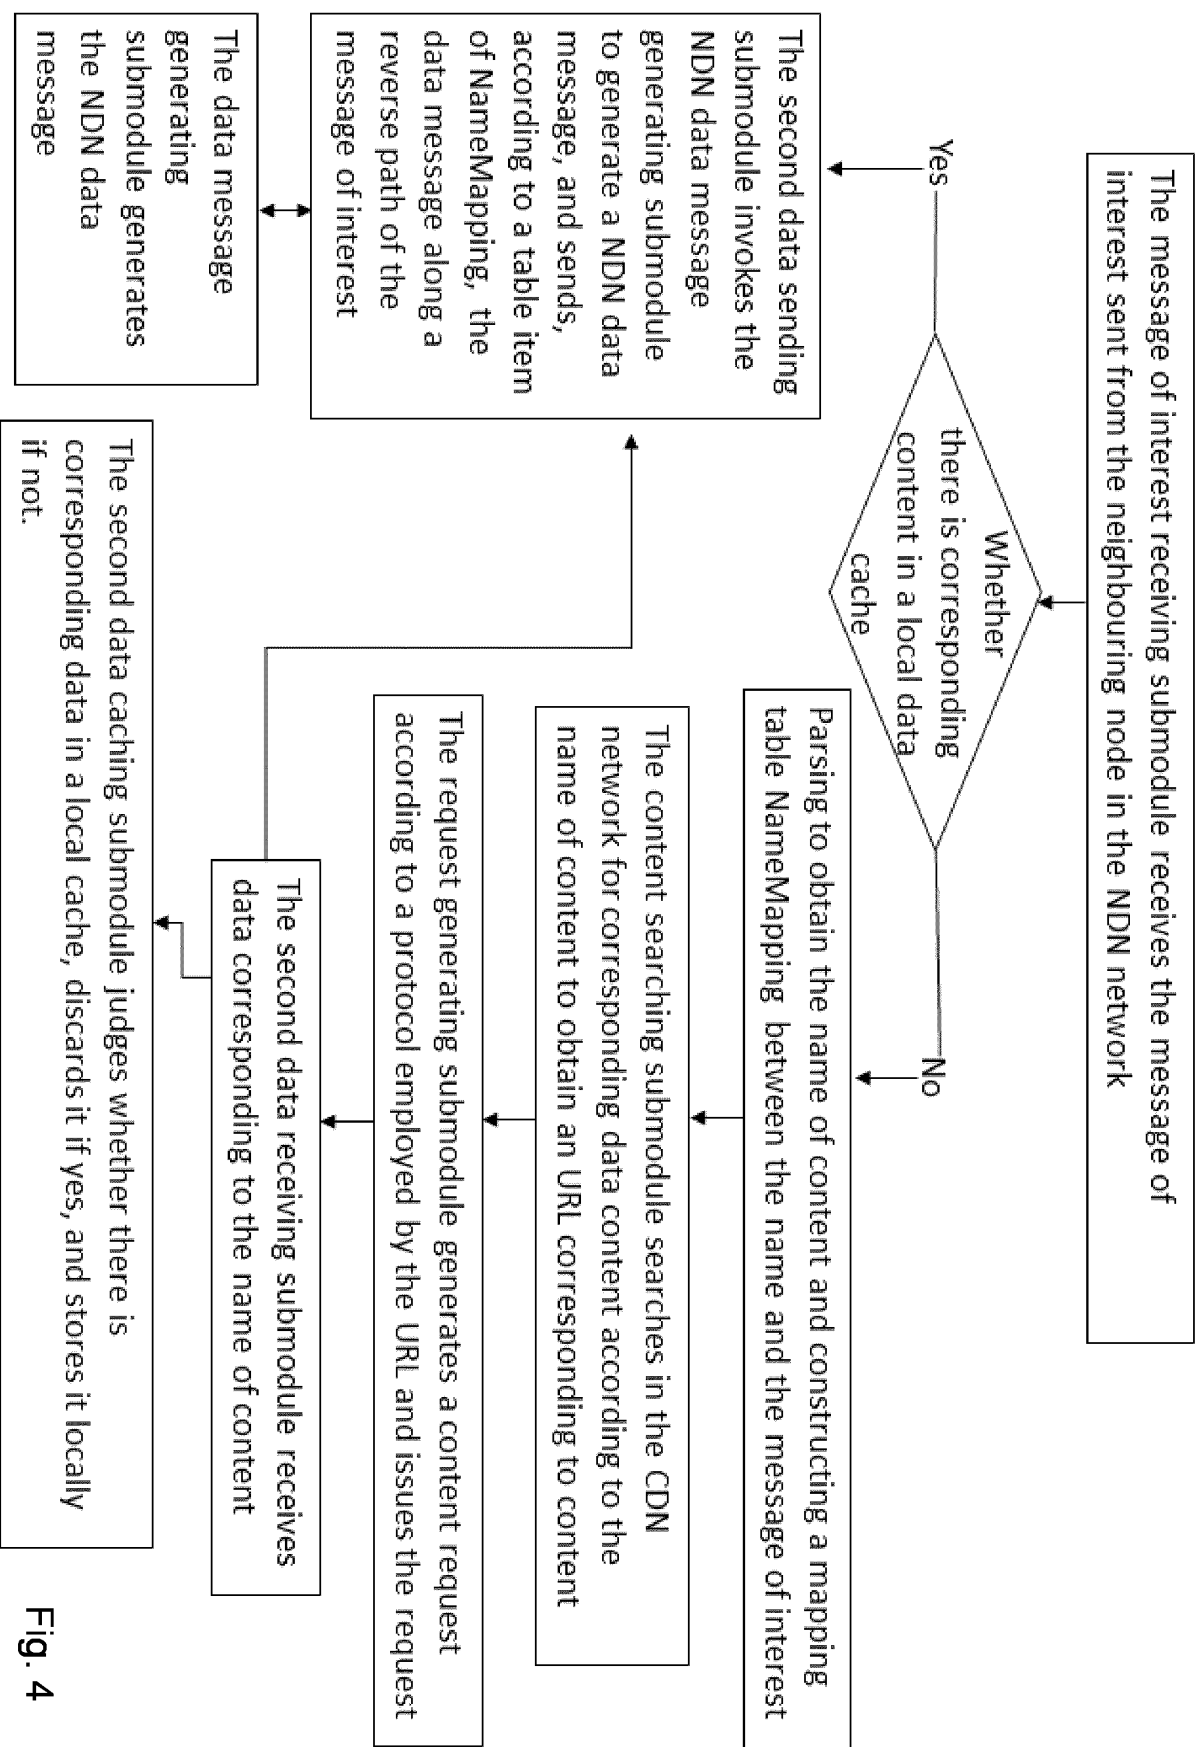 The message of interest receiving submodule receives the message of
interest sent from the neighbouring node in the NDN network
Whether
there is corresponding
content in a local data
cache
Yes
No
The second data sending
submodule invokes the
NDN data message
generating submodule
to generate a NDN data
message, and sends,
according to a table item
of NameMapping, the
data message along a
reverse path of the
message of interest
The data message
generating
submodule generates
the NDN data
message
Parsing to obtain the name of content and constructing a mapping
table NameMapping between the name and the message of interest
The content searching submodule searches in the CDN
network for corresponding data content according to the
name of content to obtain an URL corresponding to content
The request generating submodule generates a content request
according to a protocol employed by the URL and issues the request
The second data receiving submodule receives
data corresponding to the name of content
The second data caching submodule judges whether there is
corresponding data in a local cache, discards it if yes, and stores it locally
if not.
Fig. 4